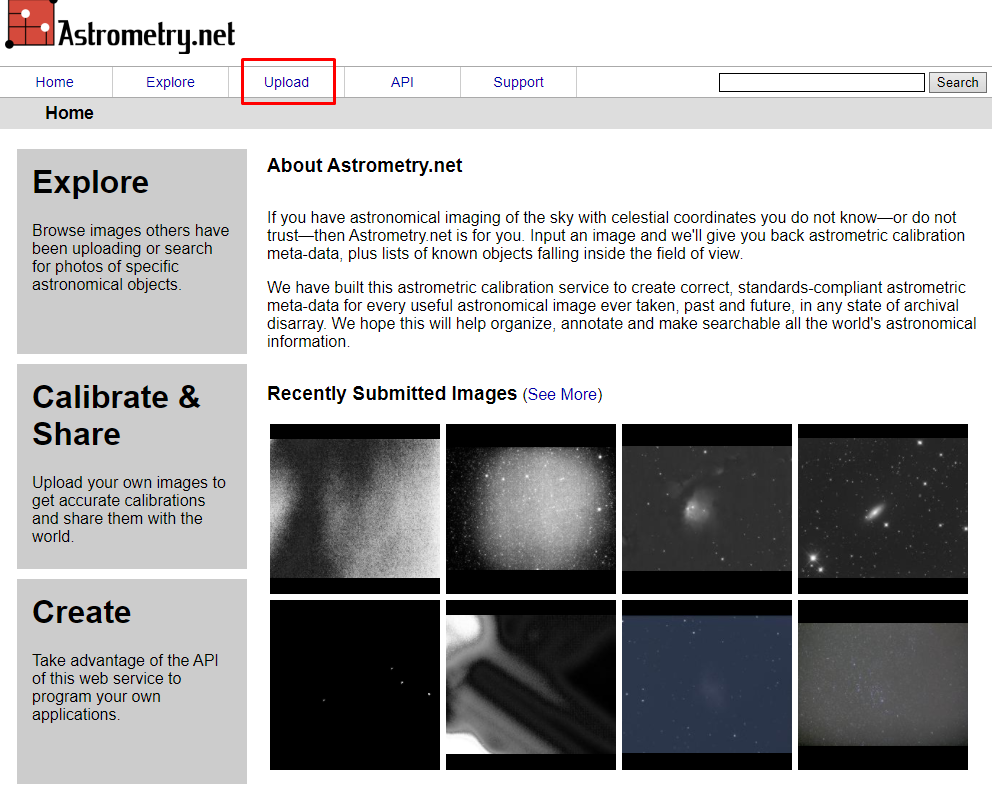 Astrometry.net
Home
Explore
Upload
API
Support
Search
Home
Explore
Browse images others have
been uploading or search
for photos of specific
astronomical objects.
Calibrate &
Share
Upload your own images to
get accurate calibrations
and share them with the
world.
Create
Take advantage of the API
of this web service to
program your own
applications.
About Astrometry.net
If you have astronomical imaging of the sky with celestial coordinates you do not know—or do not
trust—then Astrometry.net is for you. Input an image and we'll give you back astrometric calibration
meta-data, plus lists of known objects falling inside the field of view.
We have built this astrometric calibration service to create correct, standards-compliant astrometric
meta-data for every useful astronomical image ever taken, past and future, in any state of archival
disarray. We hope this will help organize, annotate and make searchable all the world's astronomical
information.
Recently Submitted Images (See More)